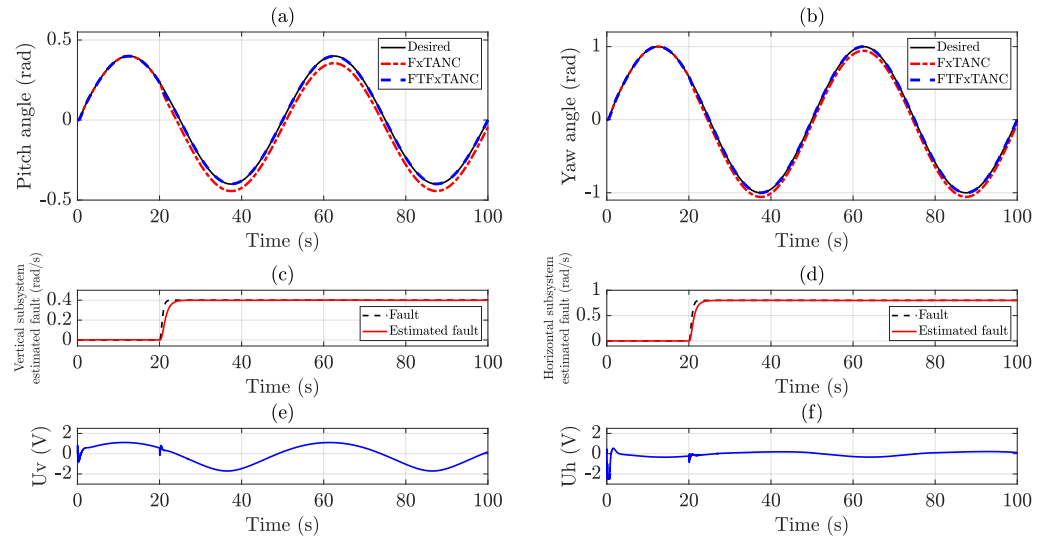 (a)
Pitch angle (rad)
0.5
0
-0.5
Desired
FxTANC
FTFxTANC
0 20 40 60 80 100
Time (s)
(b)
Yaw angle (rad)
1
0
-1
Desired
FxTANC
FTFxTANC
0 20 40 60 80 100
Time (s)
(c)
Vertical subsystem
estimated fault (rad/s)
0.4
0.2
0
Fault
Estimated fault
0 20 40 60 80 100
Time (s)
(d)
Horizontal subsystem
estimated fault (rad/s)
1
0.5
0
Fault
Estimated fault
0 20 40 60 80 100
Time (s)
(e)
Uv (V)
2
0
-2
0 20 40 60 80 100
Time (s)
(f)
Uh (V)
2
0
-2
0 20 40 60 80 100
Time (s)